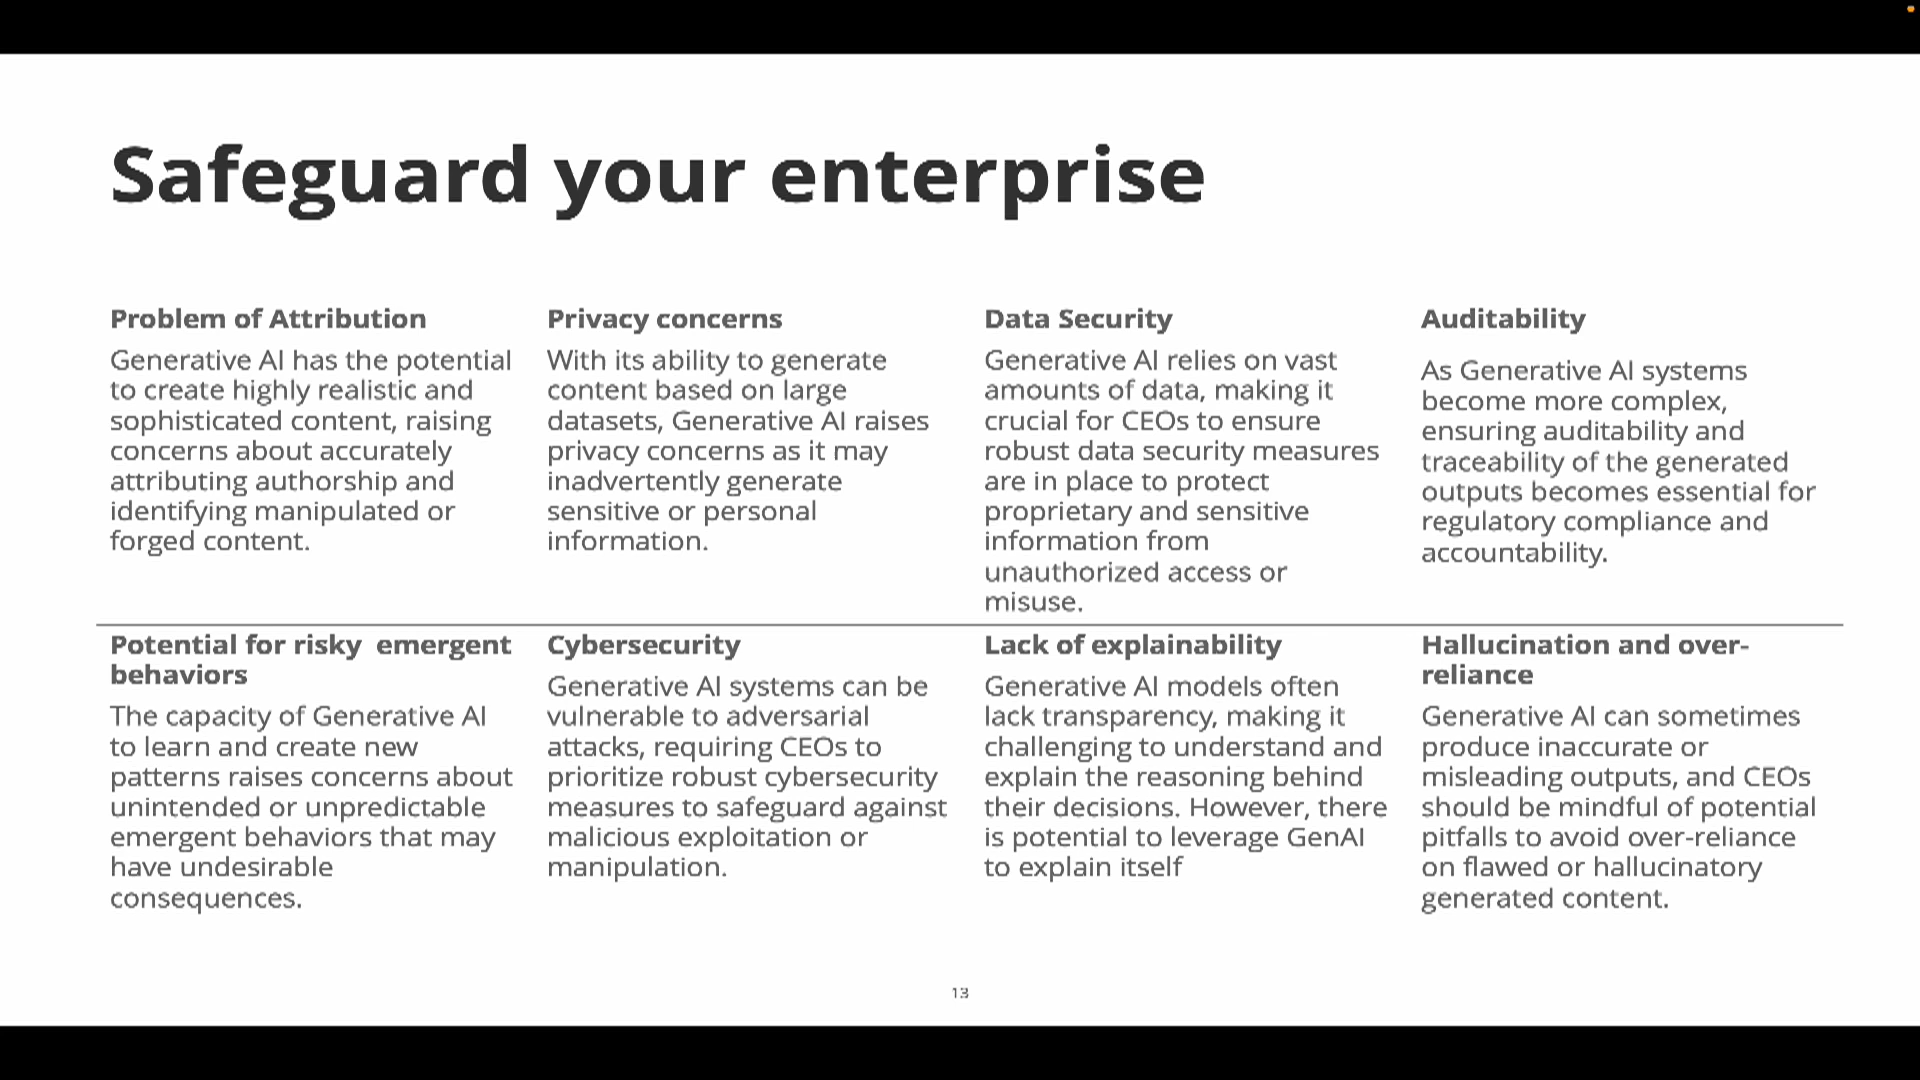 Safeguard your enterprise
Problem of Attribution
Generative AI has the potential
to create highly realistic and
sophisticated content, raising
concerns about accurately
attributing authorship and
identifying manipulated or
forged content.
Privacy concerns
With its ability to generate
content based on large
datasets, Generative AI raises
privacy concerns as it may
inadvertently generate
sensitive or personal
information.
Data Security
Generative AI relies on vast
amounts of data, making it
crucial for CEOs to ensure
robust data security measures
are in place to protect
proprietary and sensitive
information from
unauthorized access or
misuse.
Auditability
As Generative AI systems
become more complex,
ensuring auditability and
traceability of the generated
outputs becomes essential for
regulatory compliance and
accountability.
Potential for risky  emergent
behaviors
The capacity of Generative AI
to learn and create new
patterns raises concerns about
unintended or unpredictable
emergent behaviors that may
have undesirable
consequences.
Cybersecurity
Generative AI systems can be
vulnerable to adversarial
attacks, requiring CEOs to
prioritize robust cybersecurity
measures to safeguard against
malicious exploitation or
manipulation.
Lack of explainability
Generative AI models often
lack transparency, making it
challenging to understand and
explain the reasoning behind
their decisions. However, there
is potential to leverage GenAI
to explain itself
Hallucination and over-
reliance
Generative AI can sometimes
produce inaccurate or
misleading outputs, and CEOs
should be mindful of potential
pitfalls to avoid over-reliance
on flawed or hallucinatory
generated content.
13